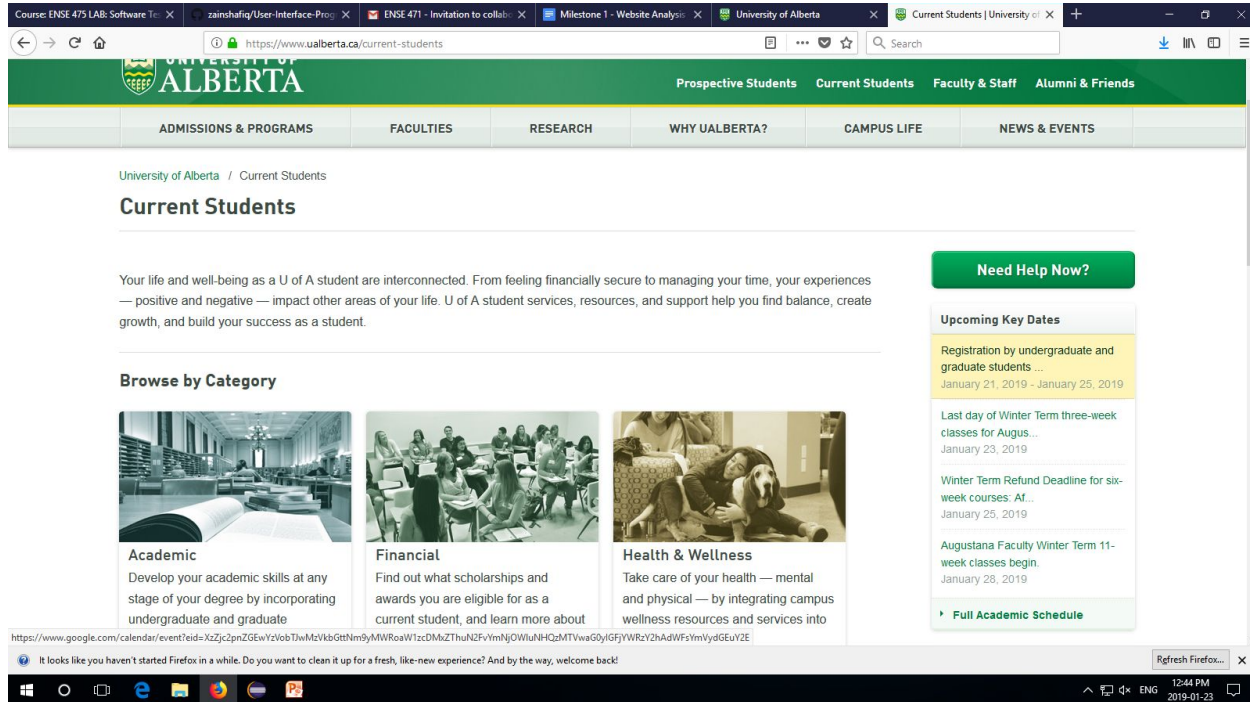 Course: ENSE 475 LAB: Software Tes
zainshafiq/User-Interface-Prog
ENSE 471 - Invitation to collabo
Milestone 1 - Website Analysis
University of Alberta
Current Students | University of
https://www.ualberta.ca/current-students
Search
UNIVERSITY OF
ALBERTA
Prospective Students Current Students Faculty & Staff Alumni & Friends
ADMISSIONS & PROGRAMS FACULTIES RESEARCH WHY UALBERTA? CAMPUS LIFE NEWS & EVENTS
University of Alberta / Current Students
Current Students
Your life and well-being as a U of A student are interconnected. From feeling financially secure to managing your time, your experiences
— positive and negative — impact other areas of your life. U of A student services, resources, and support help you find balance, create
growth, and build your success as a student.
Browse by Category
Academic
Develop your academic skills at any
stage of your degree by incorporating
undergraduate and graduate
Financial
Find out what scholarships and
awards you are eligible for as a
current student, and learn more about
Health & Wellness
Take care of your health — mental
and physical — by integrating campus
wellness resources and services into
Need Help Now?
Upcoming Key Dates
Registration by undergraduate and
graduate students ...
January 21, 2019 - January 25, 2019
Last day of Winter Term three-week
classes for Augus...
January 23, 2019
Winter Term Refund Deadline for six-
week courses: Af...
January 25, 2019
Augustana Faculty Winter Term 11-
week classes begin.
January 28, 2019
Full Academic Schedule
It looks like you haven't started Firefox in a while. Do you want to clean it up for a fresh, like-new experience? And by the way, welcome back!
Refresh Firefox...
ENG
12:44 PM
2019-01-23